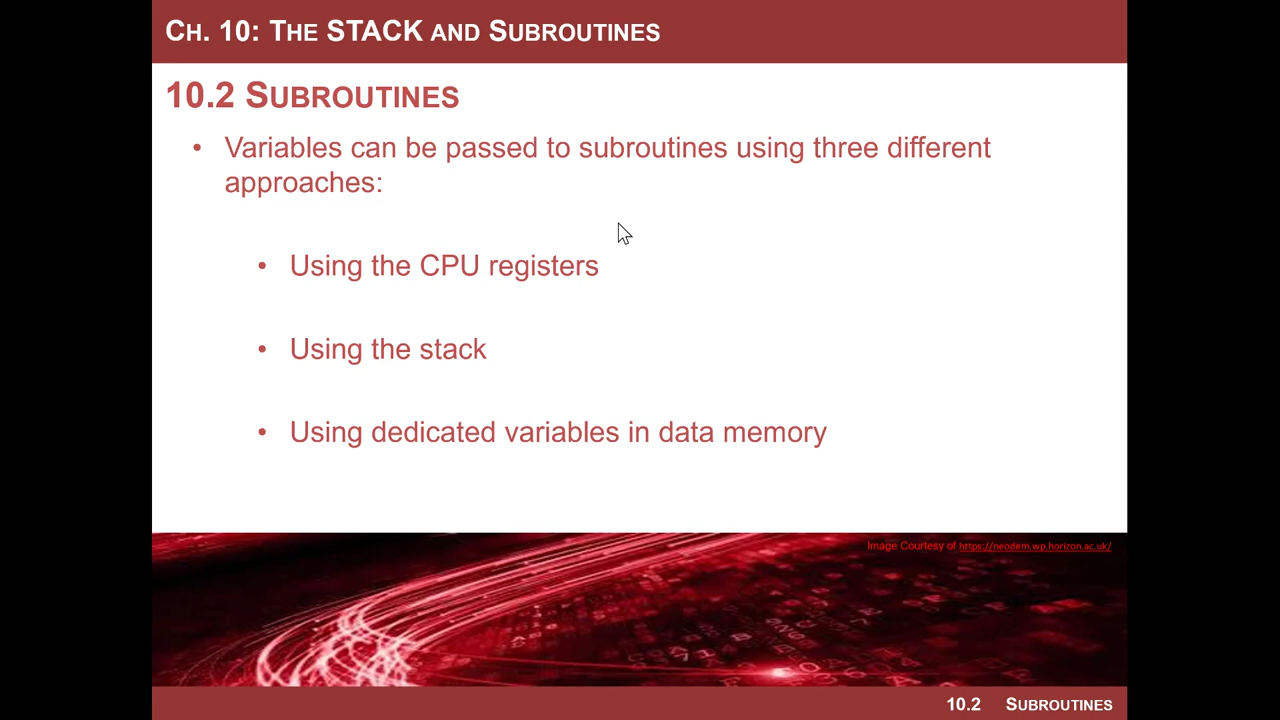 Ch. 10: The STACK and Subroutines
10.2 Subroutines
• Variables can be passed to subroutines using three different
approaches:
• Using the CPU registers
• Using the stack
• Using dedicated variables in data memory
Image Courtesy of https://neodem.wp.horizon.ac.uk/
10.2 Subroutines